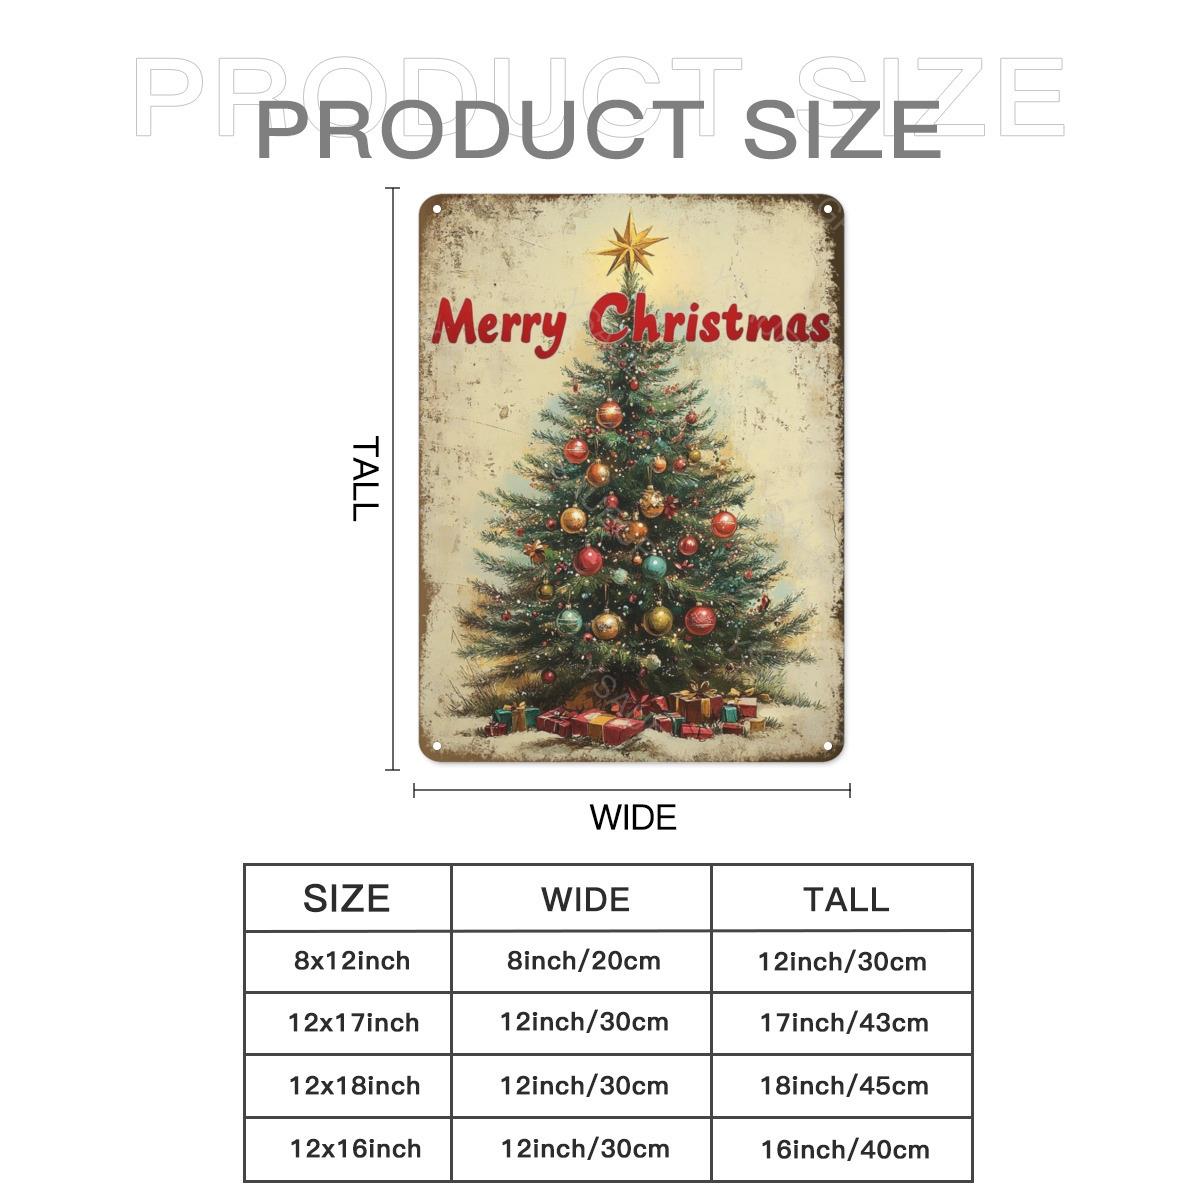 PRODUCT SIZE
PRODUCT SIZE
Merry Christmas
TALL
WIDE
SIZE WIDE TALL
8x12inch 8inch/20cm 12inch/30cm
12x17inch 12inch/30cm 17inch/43cm
12x18inch 12inch/30cm 18inch/45cm
12x16inch 12inch/30cm 16inch/40cm